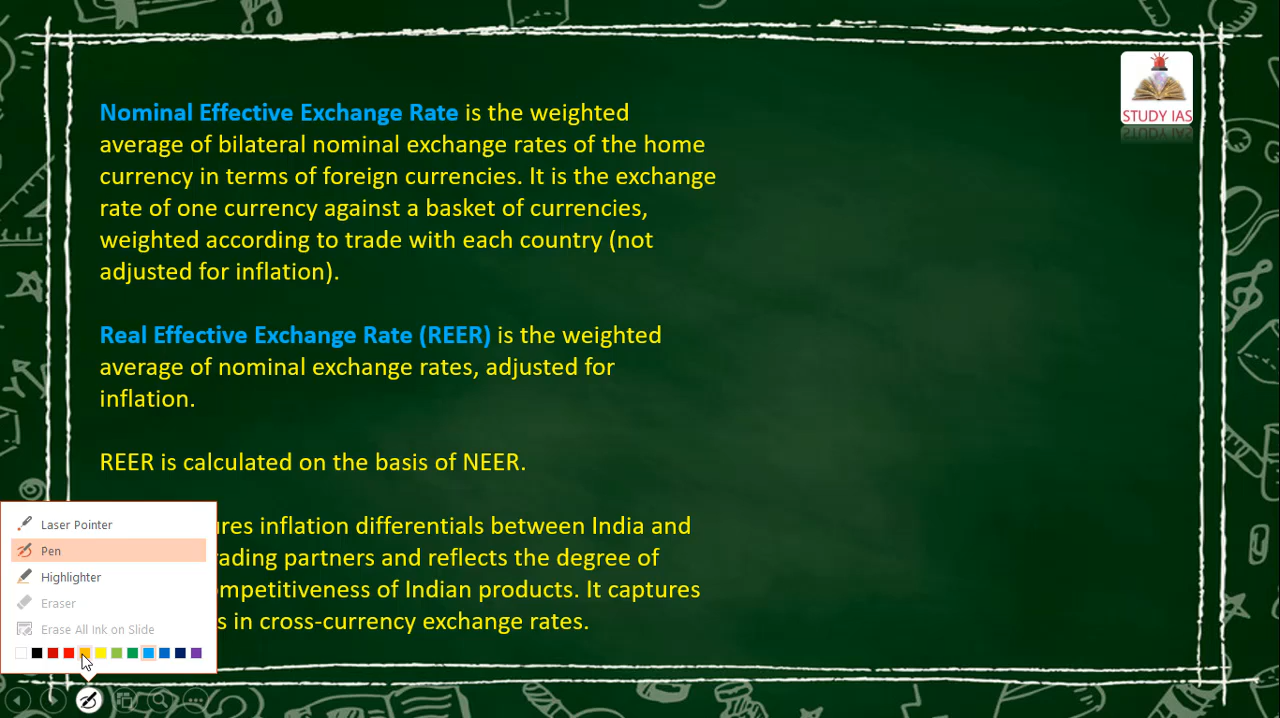 STUDY IAS
Nominal Effective Exchange Rate is the weighted
average of bilateral nominal exchange rates of the home
currency in terms of foreign currencies. It is the exchange
rate of one currency against a basket of currencies,
weighted according to trade with each country (not
adjusted for inflation).
Real Effective Exchange Rate (REER) is the weighted
average of nominal exchange rates, adjusted for
inflation.
REER is calculated on the basis of NEER.
inflation differentials between India and
partners and reflects the degree of
of Indian products. It captures
in cross-currency exchange rates.
Laser Pointer
Pen
Highlighter
Eraser
Erase All Ink on Slide